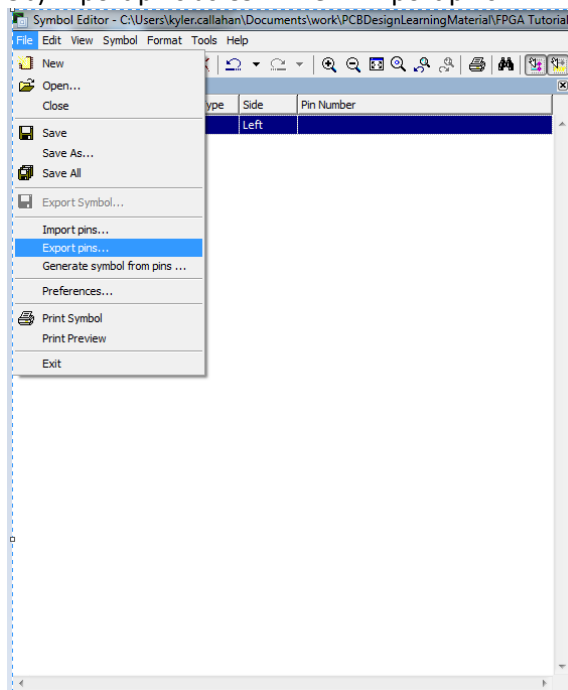 Symbol Editor - C:\Users\kyler.callahan\Documents\work\PCBDesignLearningMaterial\FPGA Tutorial
File Edit View Symbol Format Tools Help
New
Open...
Close
Save
Save As...
Save All
Export Symbol...
Import pins...
Export pins...
Generate symbol from pins ...
Preferences...
Print Symbol
Print Preview
Exit
ype Side Pin Number
Left